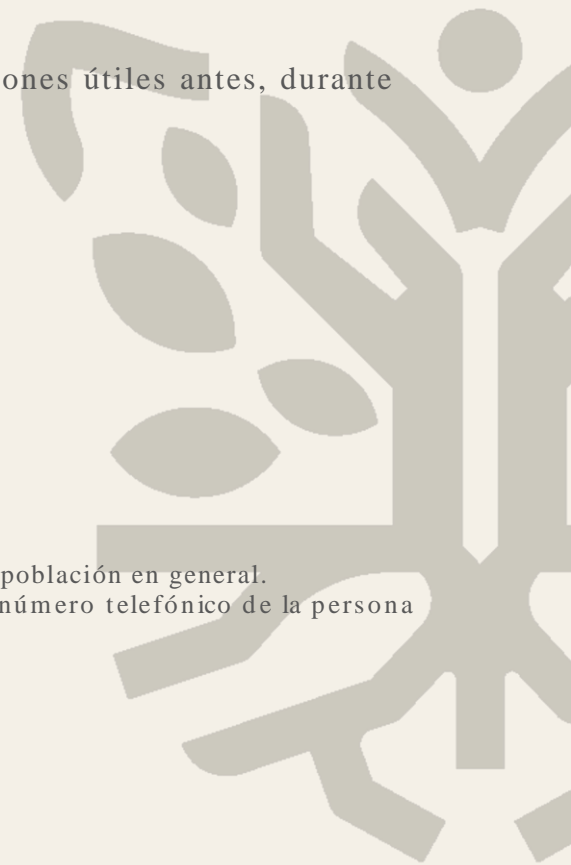 ones útiles antes, durante
población en general.
número telefónico de la persona